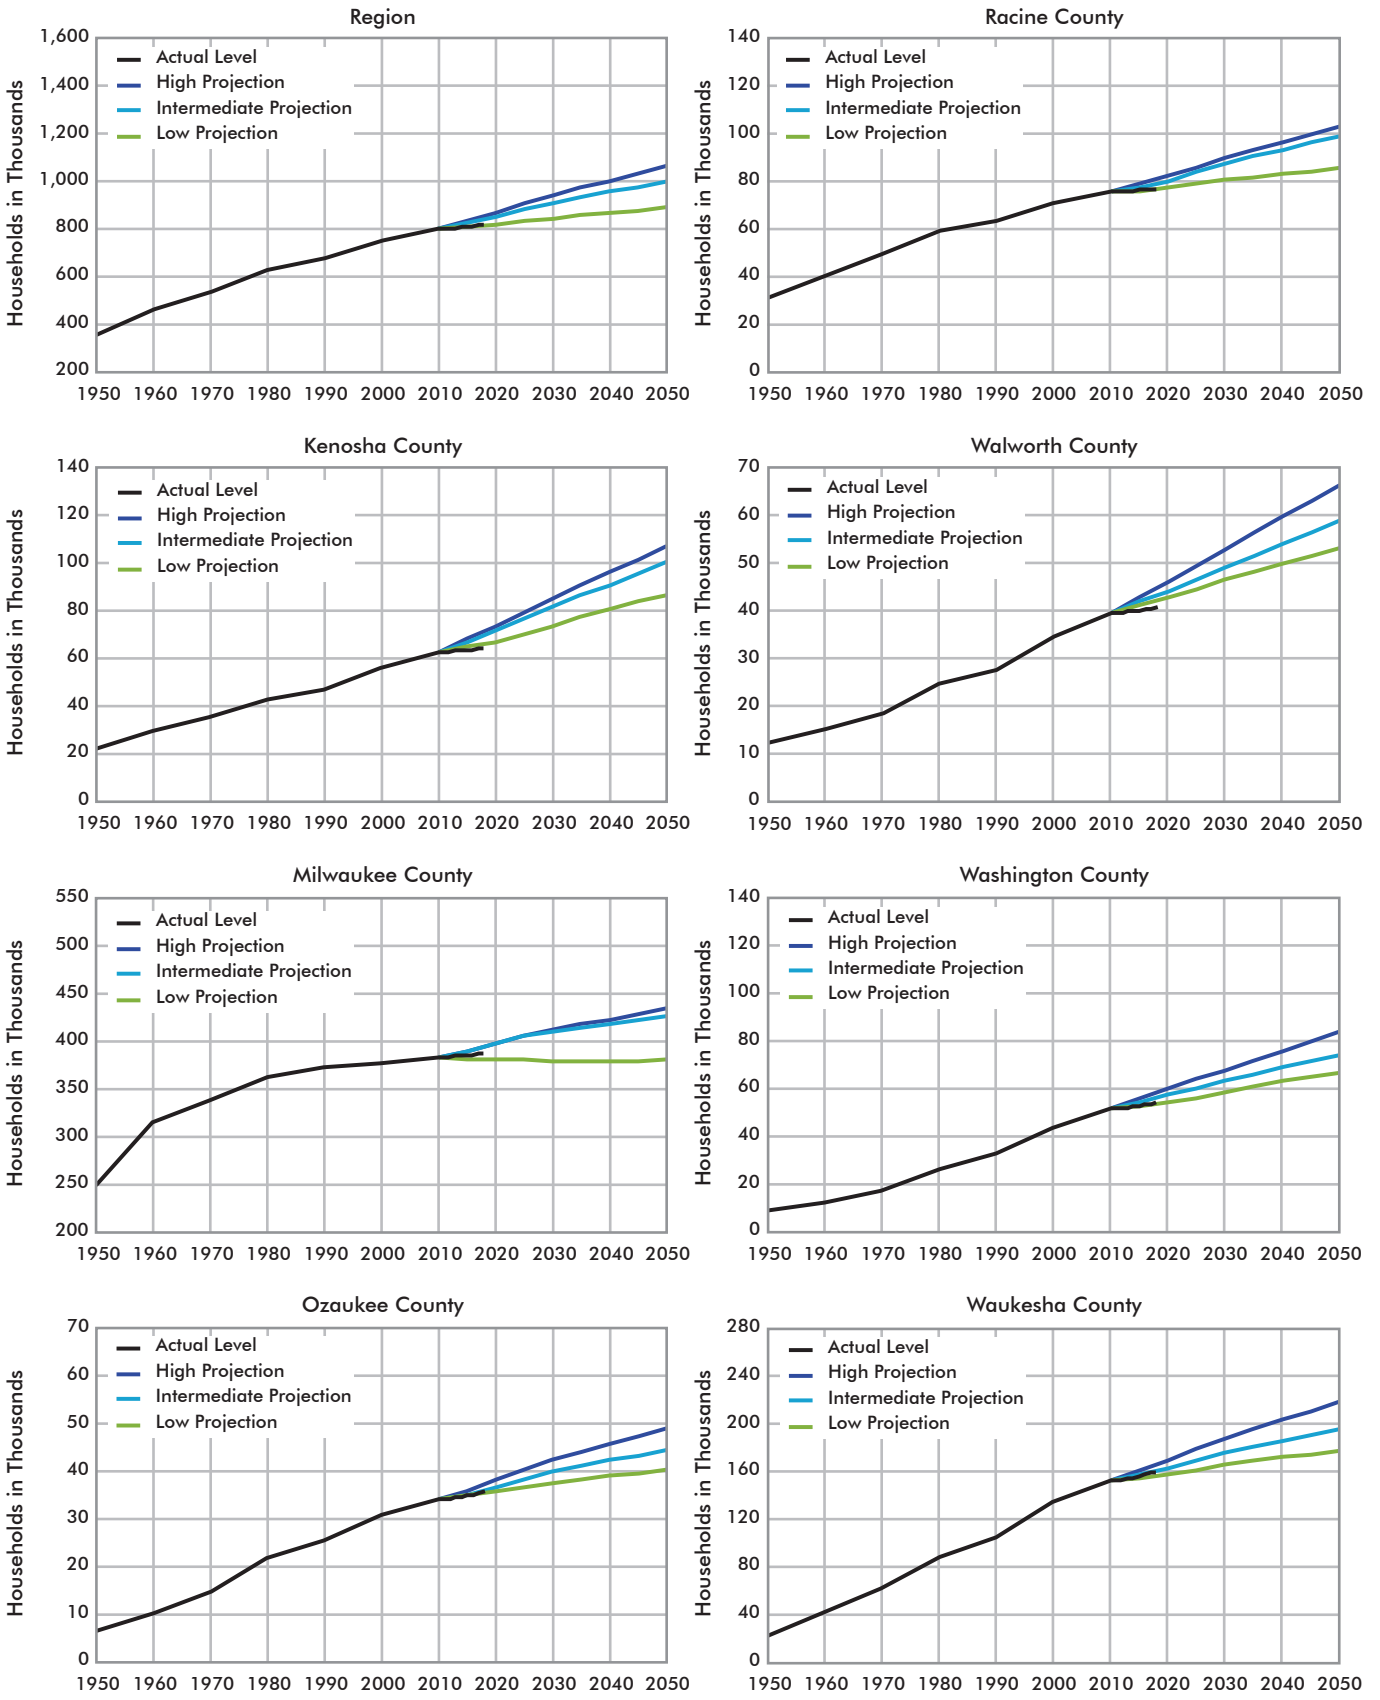 Region
1,600
1,400
1,200
1,000
800
600
400
200
Households in Thousands
Actual Level
High Projection
Intermediate Projection
Low Projection
1950 1960 1970 1980 1990 2000 2010 2020 2030 2040 2050
Racine County
140
120
100
80
60
40
20
0
Households in Thousands
Actual Level
High Projection
Intermediate Projection
Low Projection
1950 1960 1970 1980 1990 2000 2010 2020 2030 2040 2050
Kenosha County
140
120
100
80
60
40
20
0
Households in Thousands
Actual Level
High Projection
Intermediate Projection
Low Projection
1950 1960 1970 1980 1990 2000 2010 2020 2030 2040 2050
Walworth County
70
60
50
40
30
20
10
0
Households in Thousands
Actual Level
High Projection
Intermediate Projection
Low Projection
1950 1960 1970 1980 1990 2000 2010 2020 2030 2040 2050
Milwaukee County
550
500
450
400
350
300
250
200
Households in Thousands
Actual Level
High Projection
Intermediate Projection
Low Projection
1950 1960 1970 1980 1990 2000 2010 2020 2030 2040 2050
Washington County
140
120
100
80
60
40
20
0
Households in Thousands
Actual Level
High Projection
Intermediate Projection
Low Projection
1950 1960 1970 1980 1990 2000 2010 2020 2030 2040 2050
Ozaukee County
70
60
50
40
30
20
10
0
Households in Thousands
Actual Level
High Projection
Intermediate Projection
Low Projection
1950 1960 1970 1980 1990 2000 2010 2020 2030 2040 2050
Waukesha County
280
240
200
160
120
80
40
0
Households in Thousands
Actual Level
High Projection
Intermediate Projection
Low Projection
1950 1960 1970 1980 1990 2000 2010 2020 2030 2040 2050